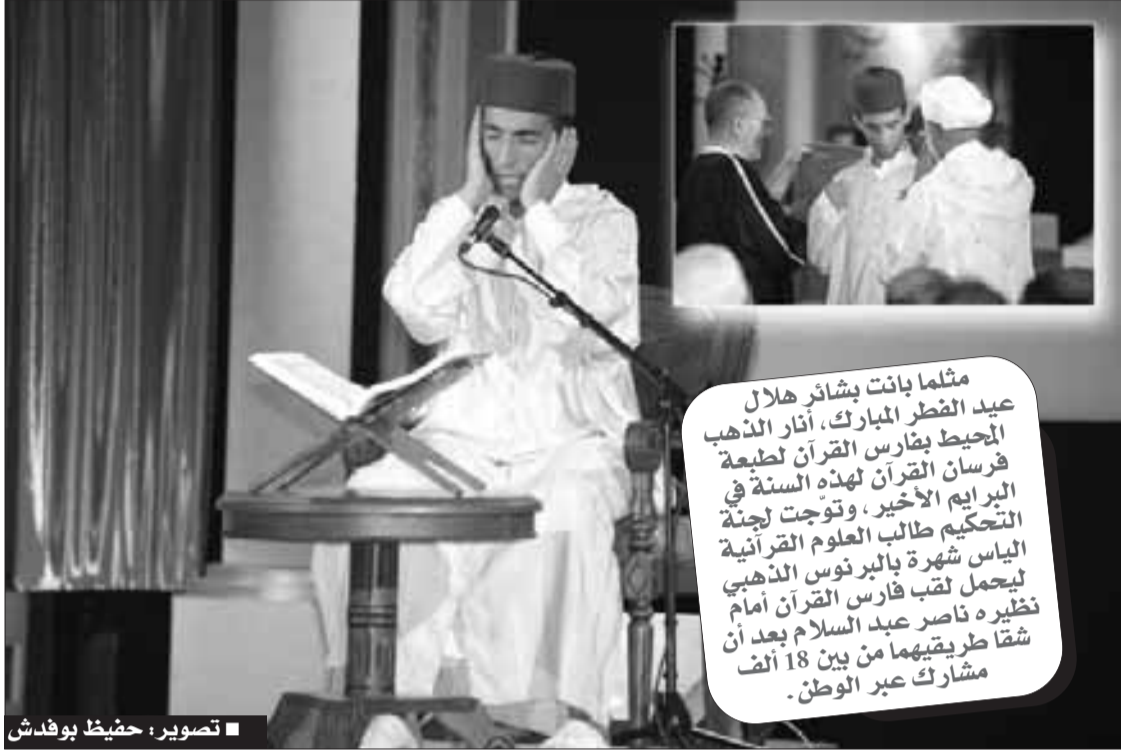 مثلما بانت بشائر هلال
عيد الفطر المبارك، أنار الذهب
المحيط بفارس القرآن لطبعة
فرسان القرآن لهذه السنة في
البرايم الأخير، وتوّجت لجنة
التحكيم طالب العلوم القرآنية
الياس شهرة بالبرنوس الذهبي
ليحمل لقب فارس القرآن أمام
نظيره ناصر عبد السلام بعد أن
شقا طريقيهما من بين 18 ألف
مشارك عبر الوطن.
■ تصوير: حفيظ بوفدش